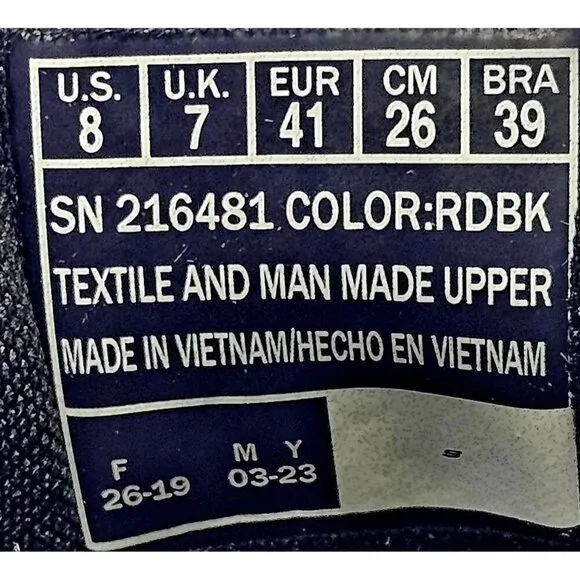 U.S. U.K. EUR CM BRA
8 7 41 26 39
SN 216481 COLOR:RDBK
TEXTILE AND MAN MADE UPPER
MADE IN VIETNAM/HECHO EN VIETNAM
F M Y
26-19 03-23